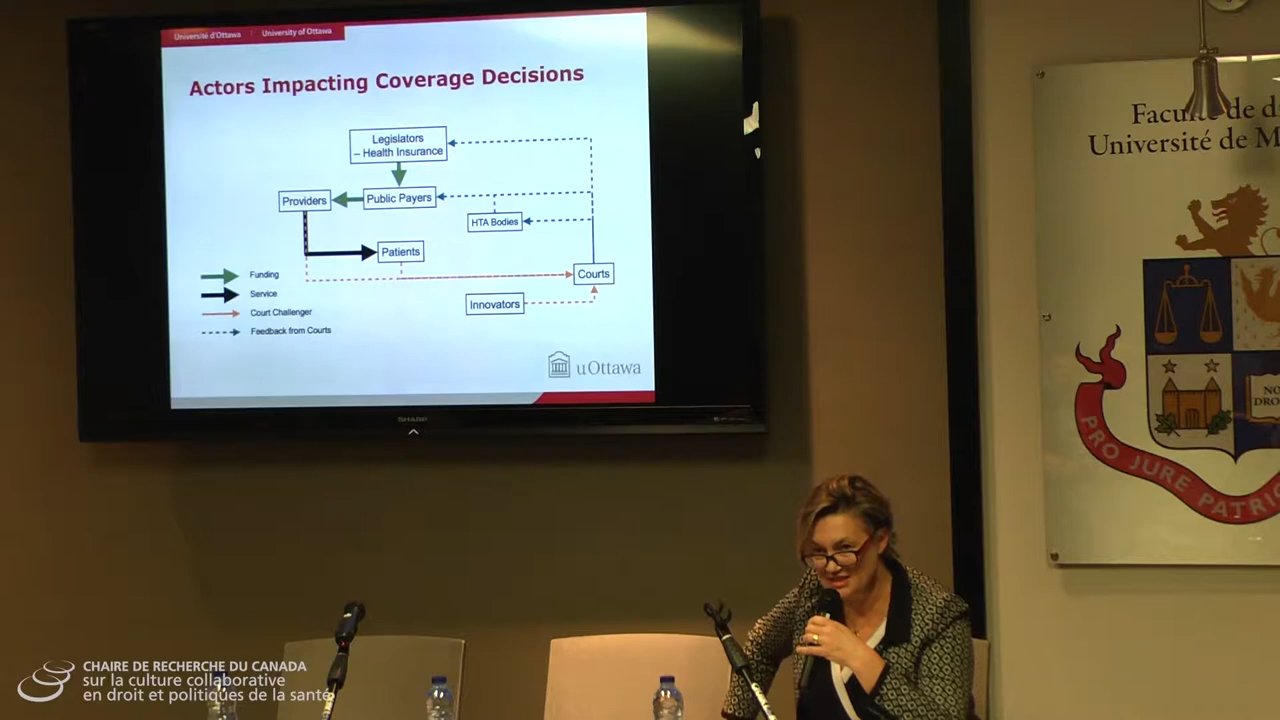 Université d'Ottawa | University of Ottawa
Actors Impacting Coverage Decisions
Legislators
– Health Insurance
Providers
Public Payers
HTA Bodies
Patients
Courts
Innovators
Funding
Service
Court Challenger
Feedback from Courts
uOttawa
SHARP
Faculté de d
Université de M
NO
DRO
PRO JURE PATRI
CHAIRE DE RECHERCHE DU CANADA
sur la culture collaborative
en droit et politiques de la santé